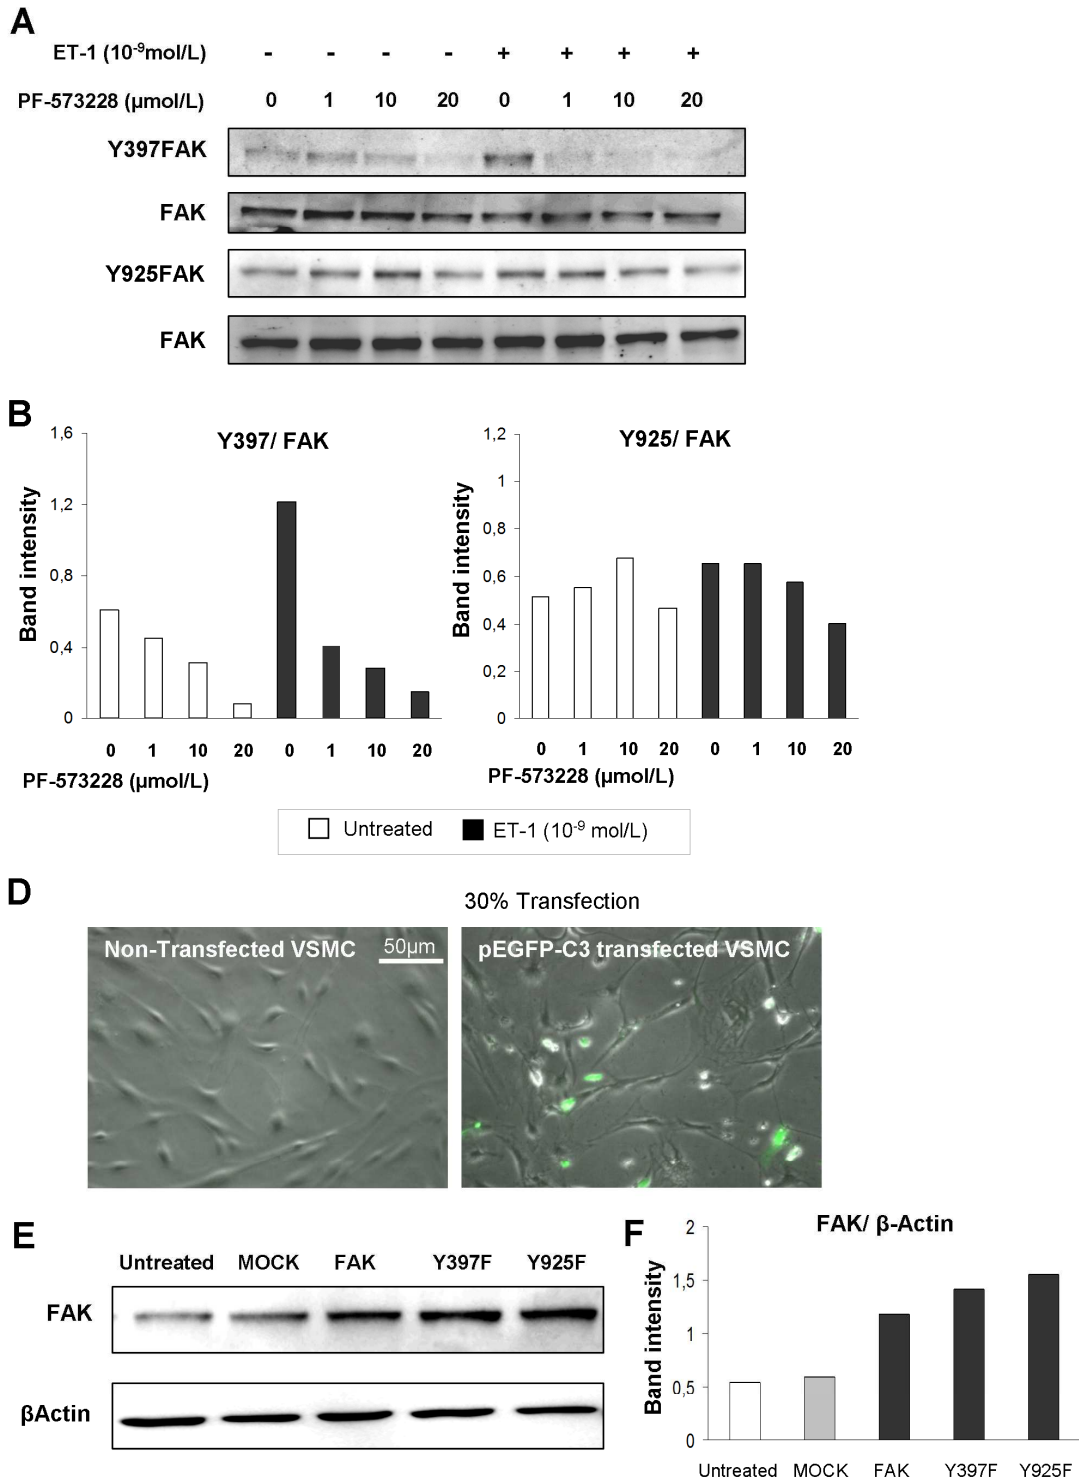 A
ET-1 (10-9mol/L) - - - - + + + +
PF-573228 (µmol/L) 0 1 10 20 0 1 10 20
Y397FAK
FAK
Y925FAK
FAK
B
Y397/ FAK
Band intensity
1,6
1,2
0,8
0,4
0
0 1 10 20 0 1 10 20
PF-573228 (µmol/L)
Y925/ FAK
Band intensity
1,2
1
0,8
0,6
0,4
0,2
0
0 1 10 20 0 1 10 20
PF-573228 (µmol/L)
Untreated ET-1 (10-9 mol/L)
D
30% Transfection
Non-Transfected VSMC 50µm
pEGFP-C3 transfected VSMC
E
Untreated MOCK FAK Y397F Y925F
FAK
βActin
F
FAK/ β-Actin
Band intensity
2
1,5
1
0,5
0
Untreated MOCK FAK Y397F Y925F